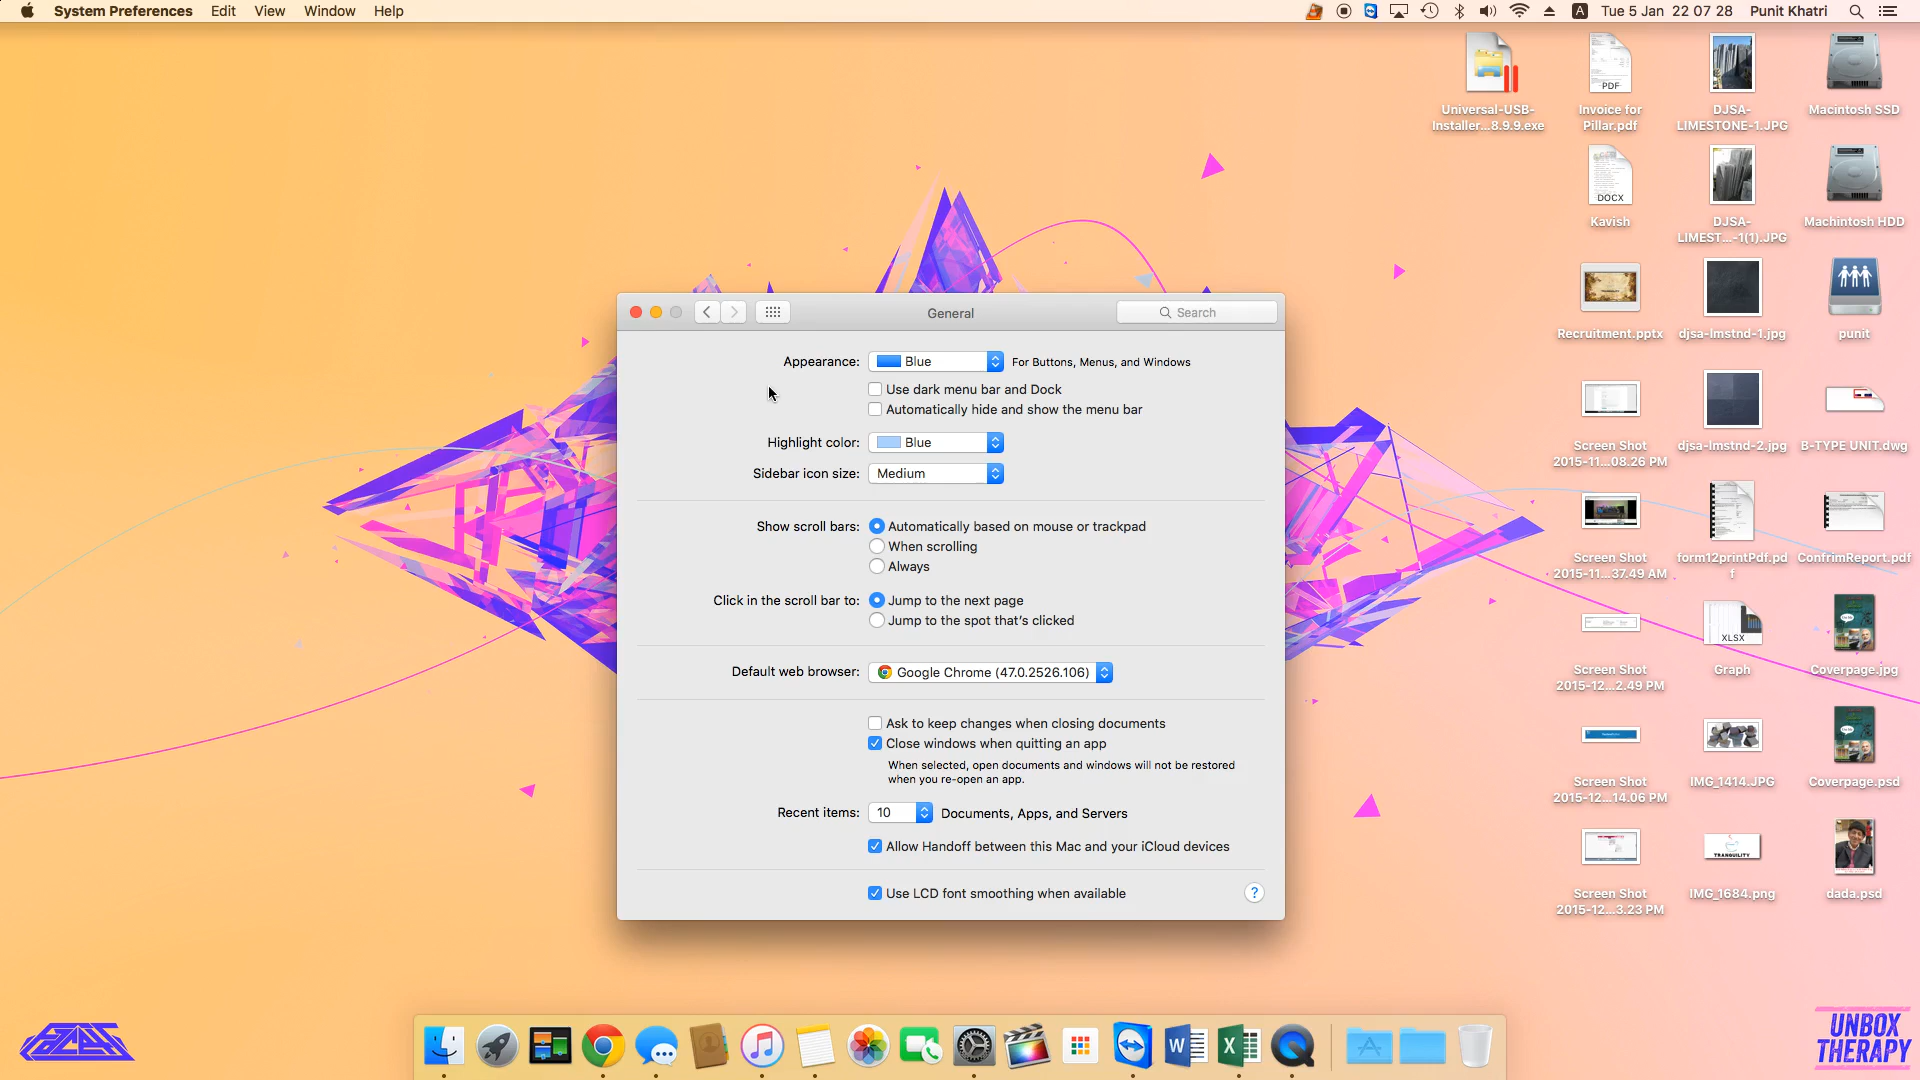 System Preferences Edit View Window Help
A Tue 5 Jan 22 07 28 Punit Khatri
General
Search
Appearance: Blue For Buttons, Menus, and Windows
Use dark menu bar and Dock
Automatically hide and show the menu bar
Highlight color: Blue
Sidebar icon size: Medium
Show scroll bars: Automatically based on mouse or trackpad
When scrolling
Always
Click in the scroll bar to: Jump to the next page
Jump to the spot that's clicked
Default web browser: Google Chrome (47.0.2526.106)
Ask to keep changes when closing documents
Close windows when quitting an app
When selected, open documents and windows will not be restored
when you re-open an app.
Recent items: 10 Documents, Apps, and Servers
Allow Handoff between this Mac and your iCloud devices
Use LCD font smoothing when available
?
Universal-USB-
Installer...8.9.9.exe
PDF
Invoice for
Pillar.pdf
DJSA-
LIMESTONE-1.JPG
Macintosh SSD
DOCX
Kavish
DJSA-
LIMEST...-1(1).JPG
Machintosh HDD
Recruitment.pptx
djsa-lmstnd-1.jpg
punit
Screen Shot
2015-11...08.26 PM
djsa-lmstnd-2.jpg
B-TYPE UNIT.dwg
Screen Shot
2015-11...37.49 AM
form12printPdf.pd
f
ConfrimReport.pdf
Screen Shot
2015-12...2.49 PM
XLSX
Graph
Coverpage.jpg
Screen Shot
2015-12...14.06 PM
IMG_1414.JPG
Coverpage.psd
Screen Shot
2015-12...3.23 PM
TRANQUILITY
IMG_1684.png
dada.psd
UNBOX
THERAPY